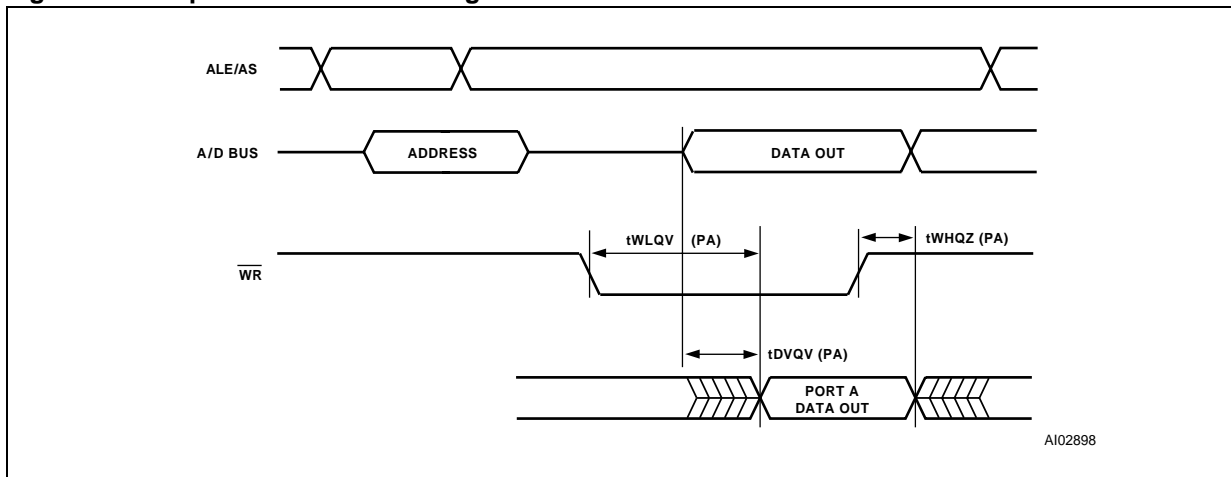 ALE/AS
A/D BUS
ADDRESS
DATA OUT
tWLQV (PA)
tWHQZ (PA)
WR
tDVQV (PA)
PORT A
DATA OUT
AI02898